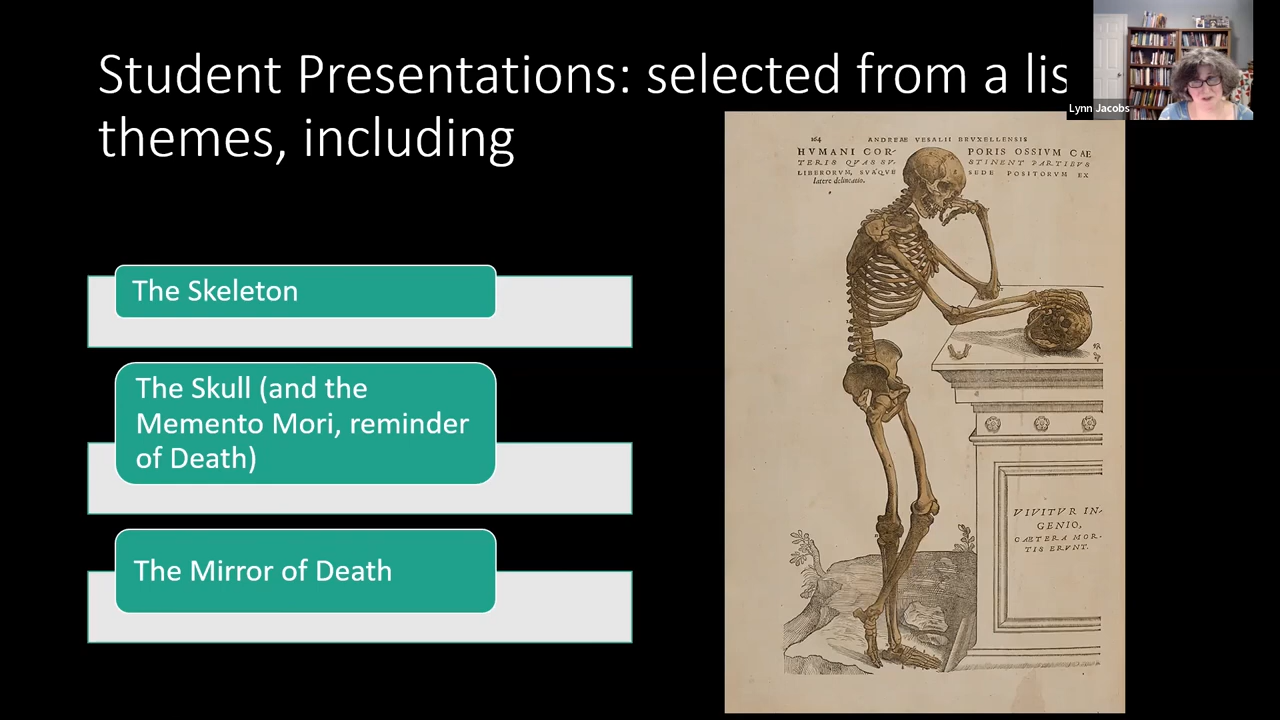 Student Presentations: selected from a lis
themes, including
Lynn Jacobs
The Skeleton
The Skull (and the
Memento Mori, reminder
of Death)
The Mirror of Death
164 ANDREAE VESALII BRVXELLENSIS
HVMANI COR- PORIS OSSIVM CAE
TERIS QVAS SV- STINENT PARTIBVS
LIBERORVM, SVAQVE SEDE POSITORVM EX
latere delineatio.
VIVITVR IN-
GENIO,
CAETERA MOR-
TIS ERVNT.